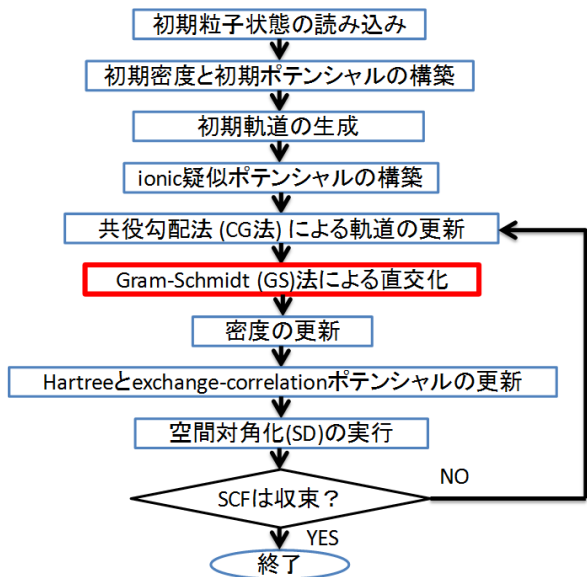 初期粒子状態の読み込み
初期密度と初期ポテンシャルの構築
初期軌道の生成
ionic疑似ポテンシャルの構築
共役勾配法 (CG法) による軌道の更新
Gram-Schmidt (GS)法による直交化
密度の更新
Hartreeとexchange-correlationポテンシャルの更新
空間対角化(SD)の実行
SCFは収束？
NO
YES
終了